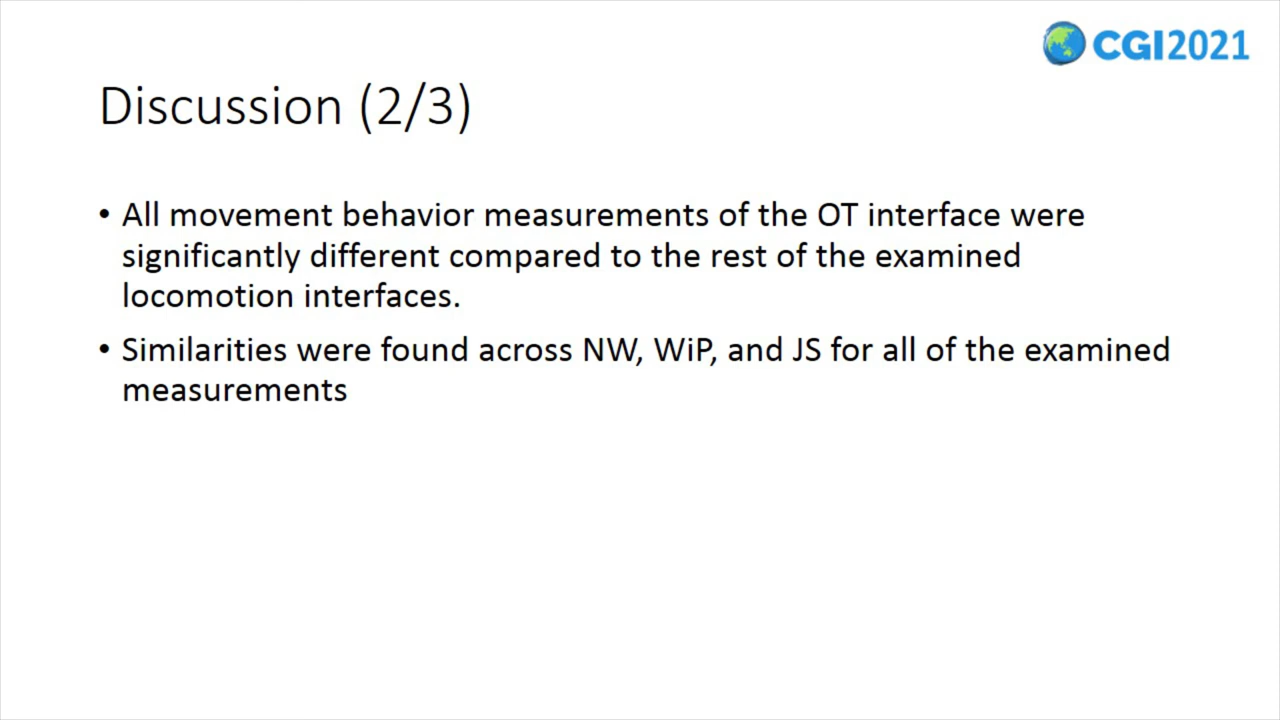 CGI2021
Discussion (2/3)
• All movement behavior measurements of the OT interface were
significantly different compared to the rest of the examined
locomotion interfaces.
• Similarities were found across NW, WiP, and JS for all of the examined
measurements